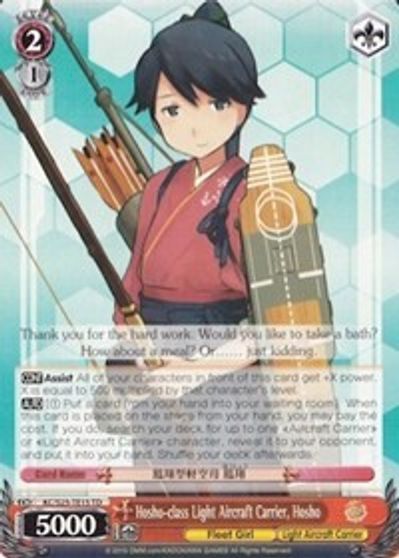 2
1
Thank you for the hard work. Would you like to take a bath?
How about a meal? Or...... just kidding.
CONT Assist All of your characters in front of this card get +X power.
X is equal to 500 multiplied by that character's level.
AUTO [(1) Put a card from your hand into your waiting room] When
this card is placed on the stage from your hand, you may pay the
cost. If you do, search your deck for up to one «Aircraft Carrier»
or «Light Aircraft Carrier» character, reveal it to your opponent,
put it into your hand. Shuffle your deck afterwards.
Card Name 鳳翔型軽空母 鳳翔
TD
5000
Hosho-class Light Aircraft Carrier, Hosho
Fleet Girl
Light Aircraft Carrier